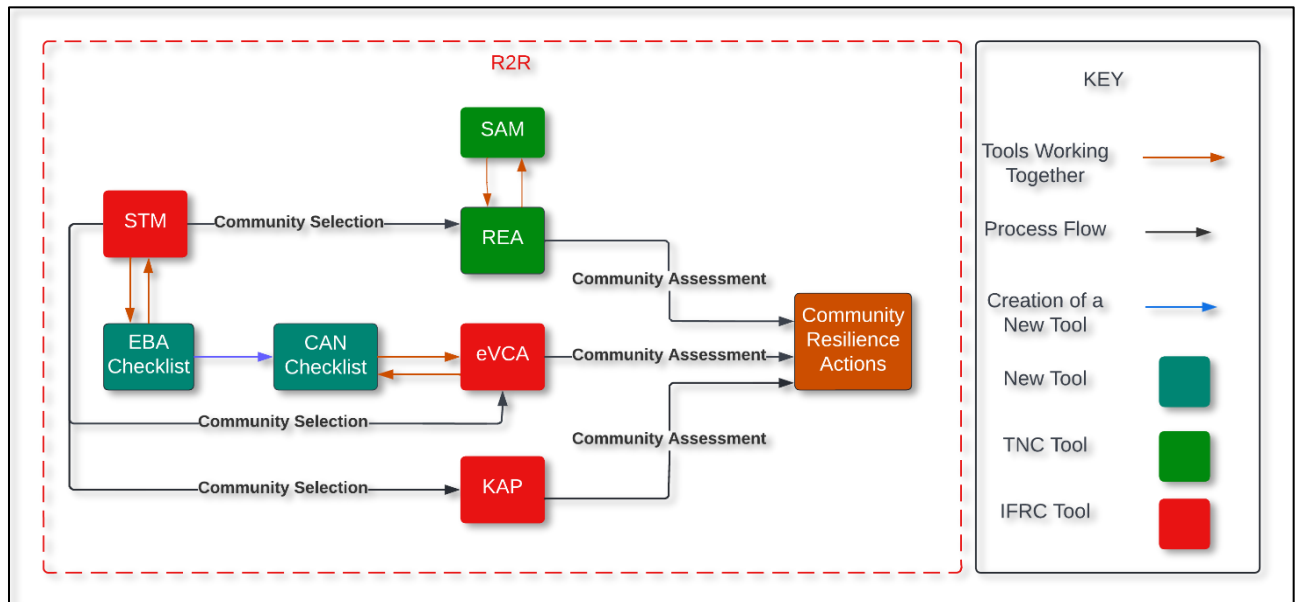 R2R
SAM
STM
Community Selection
REA
Community Assessment
EBA
Checklist
CAN
Checklist
eVCA
Community Assessment
Community
Resilience
Actions
Community Selection
Community Assessment
Community Selection
KAP
KEY
Tools Working
Together
Process Flow
Creation of a
New Tool
New Tool
TNC Tool
IFRC Tool